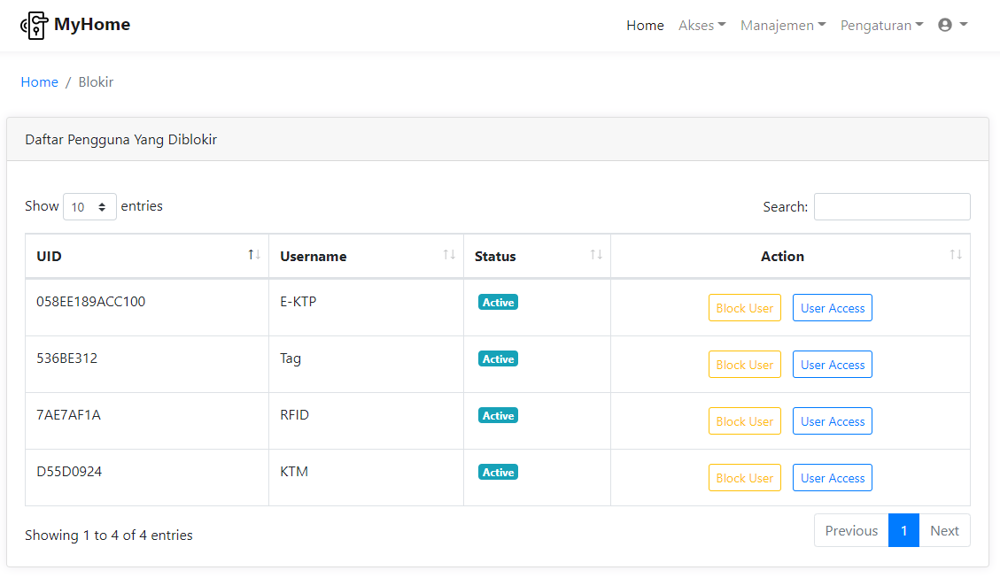 MyHome
Home Akses Manajemen Pengaturan
Home / Blokir
Daftar Pengguna Yang Diblokir
Show 10 entries Search:
UID Username Status Action
058EE189ACC100 E-KTP Active Block User User Access
536BE312 Tag Active Block User User Access
7AE7AF1A RFID Active Block User User Access
D55D0924 KTM Active Block User User Access
Showing 1 to 4 of 4 entries Previous 1 Next